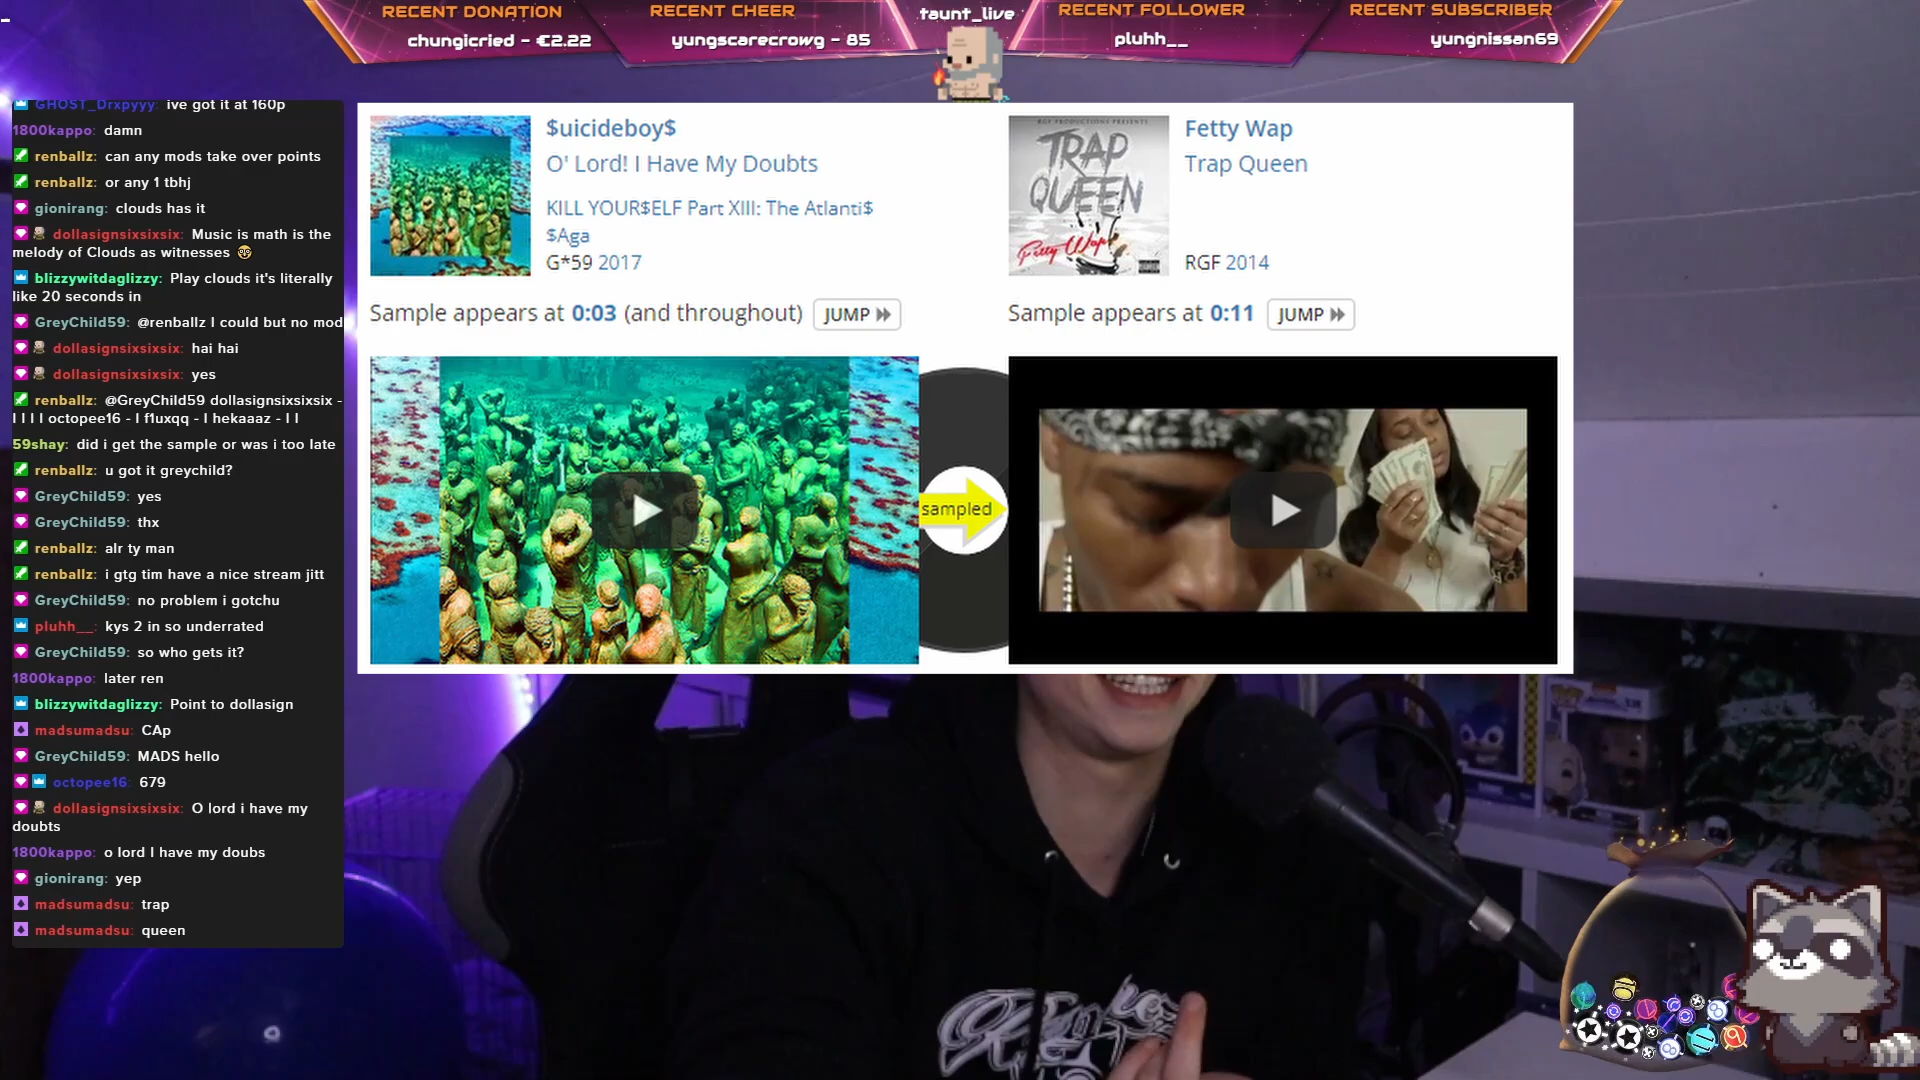 RECENT DONATION
chungicried - €2.22
RECENT CHEER
yungscarecrowg - 85
taunt_live
RECENT FOLLOWER
pluhh__
RECENT SUBSCRIBER
yungnissan69
GHOST_Drxpyyy: ive got it at 160p
1800kappo: damn
renballz: can any mods take over points
renballz: or any 1 tbhj
gionirang: clouds has it
dollasignsixsixsix: Music is math is the
melody of Clouds as witnesses
blizzywitdaglizzy: Play clouds it's literally
like 20 seconds in
GreyChild59: @renballz I could but no mod
dollasignsixsixsix: hai hai
dollasignsixsixsix: yes
renballz: @GreyChild59 dollasignsixsixsix -
I I I I octopee16 - I f1uxqq - I hekaaaz - I I
59shay: did i get the sample or was i too late
renballz: u got it greychild?
GreyChild59: yes
GreyChild59: thx
renballz: alr ty man
renballz: i gtg tim have a nice stream jitt
GreyChild59: no problem i gotchu
pluhh__: kys 2 in so underrated
GreyChild59: so who gets it?
1800kappo: later ren
blizzywitdaglizzy: Point to dollasign
madsumadsu: CAp
GreyChild59: MADS hello
octopee16: 679
dollasignsixsixsix: O lord i have my
doubts
1800kappo: o lord I have my doubs
gionirang: yep
madsumadsu: trap
madsumadsu: queen
$uicideboy$
O' Lord! I Have My Doubts
KILL YOUR$ELF Part XIII: The Atlanti$
$Aga
G*59 2017
Sample appears at 0:03 (and throughout) JUMP
sampled
RGF PRODUCTIONS PRESENTS
TRAP
QUEEN
Fetty Wap
Fetty Wap
Trap Queen
RGF 2014
Sample appears at 0:11 JUMP